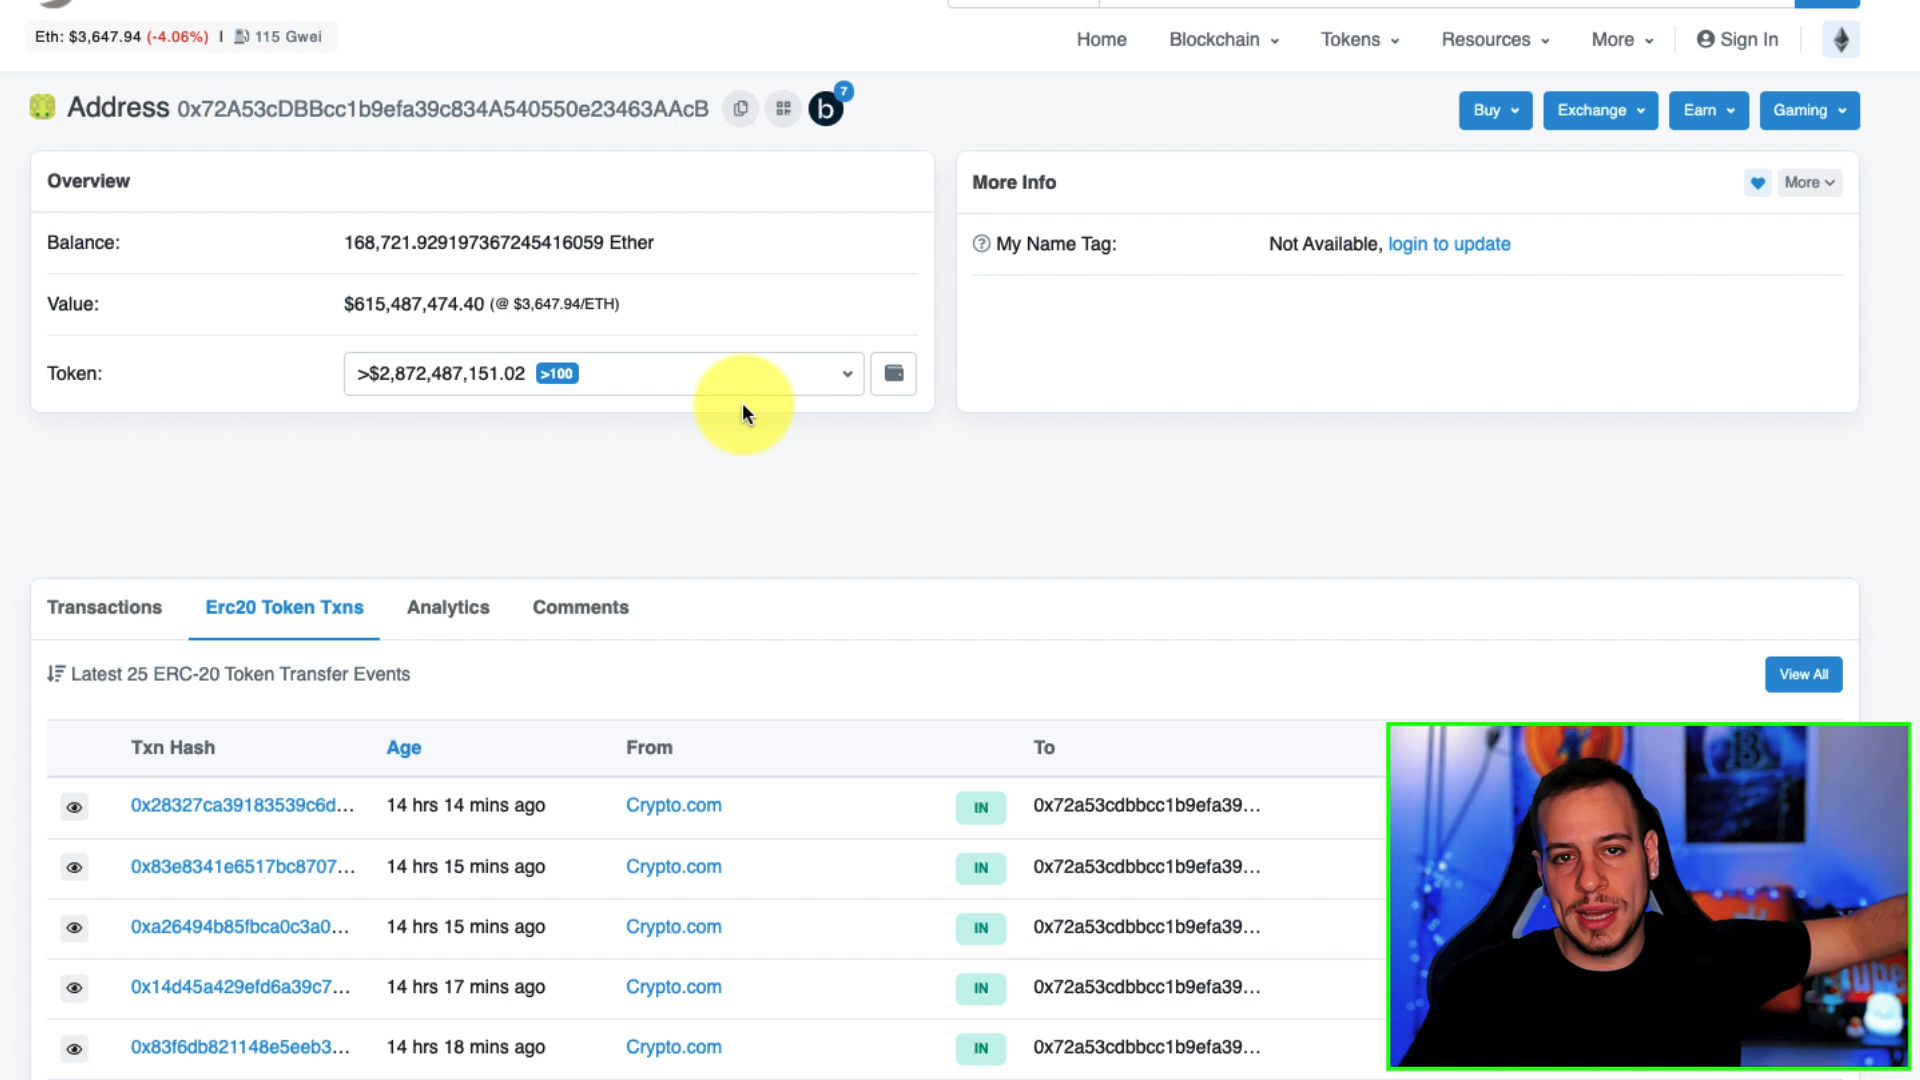 Eth: $3,647.94 (-4.06%) | 115 Gwei
Home Blockchain Tokens Resources More Sign In
Address 0x72A53cDBBcc1b9efa39c834A540550e23463AAcB b 7
Buy Exchange Earn Gaming
Overview
Balance: 168,721.929197367245416059 Ether
Value: $615,487,474.40 (@ $3,647.94/ETH)
Token: >$2,872,487,151.02 >100
More Info
More
My Name Tag: Not Available, login to update
Transactions Erc20 Token Txns Analytics Comments
Latest 25 ERC-20 Token Transfer Events
View All
Txn Hash Age From To
0x28327ca39183539c6d... 14 hrs 14 mins ago Crypto.com IN 0x72a53cdbbcc1b9efa39...
0x83e8341e6517bc8707... 14 hrs 15 mins ago Crypto.com IN 0x72a53cdbbcc1b9efa39...
0xa26494b85fbca0c3a0... 14 hrs 15 mins ago Crypto.com IN 0x72a53cdbbcc1b9efa39...
0x14d45a429efd6a39c7... 14 hrs 17 mins ago Crypto.com IN 0x72a53cdbbcc1b9efa39...
0x83f6db821148e5eeb3... 14 hrs 18 mins ago Crypto.com IN 0x72a53cdbbcc1b9efa39...